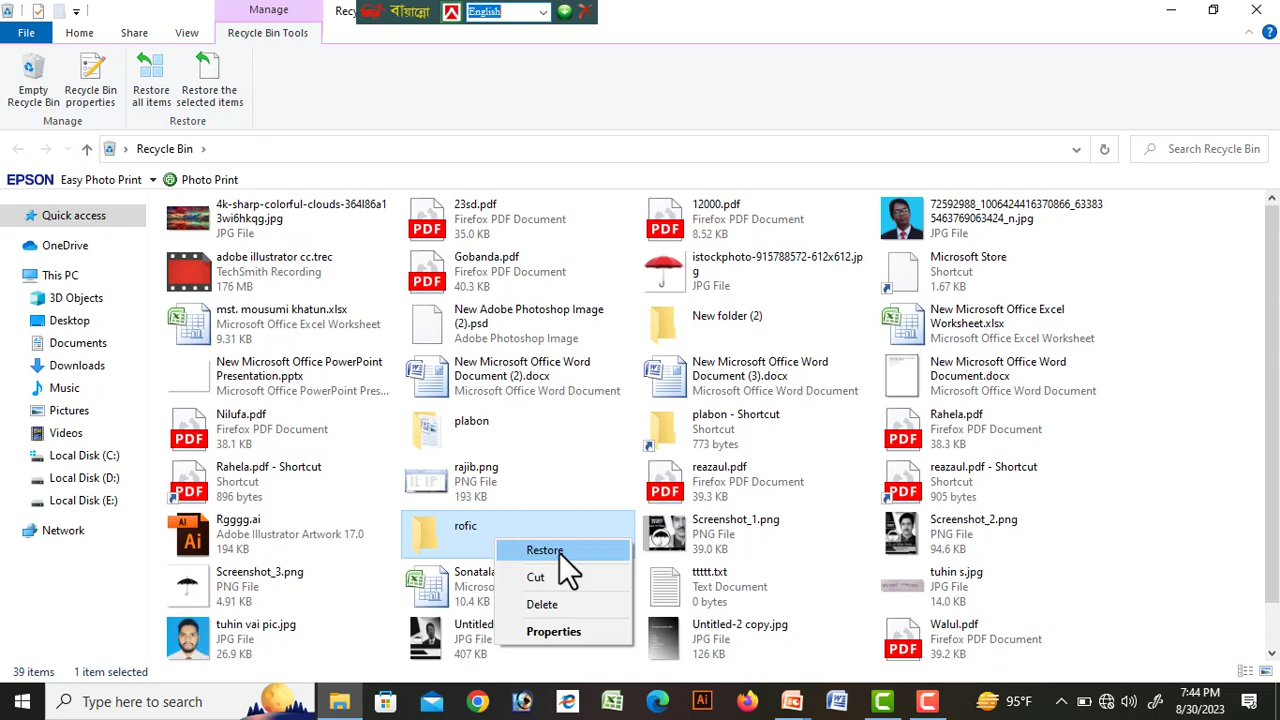 Manage
Recy
বায়ান্নো
English
File
Home
Share
View
Recycle Bin Tools
Empty
Recycle Bin
Recycle Bin
properties
Restore
all items
Restore the
selected items
Manage
Restore
Recycle Bin
Search Recycle Bin
EPSON
Easy Photo Print
Photo Print
Quick access
OneDrive
This PC
3D Objects
Desktop
Documents
Downloads
Music
Pictures
Videos
Local Disk (C:)
Local Disk (D:)
Local Disk (E:)
Network
4k-sharp-colorful-clouds-364l86a1
3wi6hkqg.jpg
JPG File
23sd.pdf
Firefox PDF Document
35.0 KB
12000.pdf
Firefox PDF Document
8.52 KB
72592988_1006424416370866_63383
5463769063424_n.jpg
JPG File
adobe illustrator cc.trec
TechSmith Recording
176 MB
Gobanda.pdf
Firefox PDF Document
40.3 KB
istockphoto-915788572-612x612.jp
g
JPG File
Microsoft Store
Shortcut
1.67 KB
mst. mousumi khatun.xlsx
Microsoft Office Excel Worksheet
9.31 KB
New Adobe Photoshop Image
(2).psd
Adobe Photoshop Image
New folder (2)
New Microsoft Office Excel
Worksheet.xlsx
Microsoft Office Excel Worksheet
New Microsoft Office PowerPoint
Presentation.pptx
Microsoft Office PowerPoint Pres...
New Microsoft Office Word
Document (2).docx
Microsoft Office Word Document
New Microsoft Office Word
Document (3).docx
Microsoft Office Word Document
New Microsoft Office Word
Document.docx
Microsoft Office Word Document
Nilufa.pdf
Firefox PDF Document
38.1 KB
plabon
plabon - Shortcut
Shortcut
773 bytes
Rahela.pdf
Firefox PDF Document
38.3 KB
Rahela.pdf - Shortcut
Shortcut
896 bytes
rajib.png
PNG File
193 KB
reazaul.pdf
Firefox PDF Document
39.3 KB
reazaul.pdf - Shortcut
Shortcut
905 bytes
Rgggg.ai
Adobe Illustrator Artwork 17.0
194 KB
rofic
Screenshot_1.png
PNG File
39.0 KB
Screenshot_2.png
PNG File
94.6 KB
Restore
Cut
Delete
Properties
Screenshot_3.png
PNG File
4.91 KB
Sonatala
Microso
10.4 KB
ttttt.txt
Text Document
0 bytes
tuhin s.jpg
JPG File
14.0 KB
tuhin vai pic.jpg
JPG File
26.9 KB
Untitled
JPG File
407 KB
Untitled-2 copy.jpg
JPG File
126 KB
Walul.pdf
Firefox PDF Document
39.2 KB
39 items
1 item selected
Type here to search
95°F
7:44 PM
8/30/2023